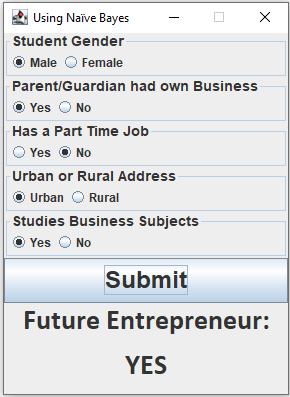 Using Naïve Bayes
Student Gender
Male Female
Parent/Guardian had own Business
Yes No
Has a Part Time Job
Yes No
Urban or Rural Address
Urban Rural
Studies Business Subjects
Yes No
Submit
Future Entrepreneur:
YES